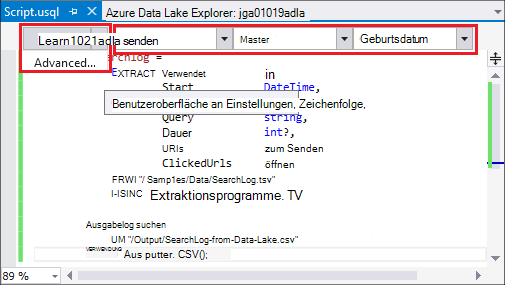 Script.usql Azure Data Lake Explorer: jga01019adla
Learn1021adla senden Master Geburtsdatum
Advanced...
rchlog =
EXTRACT Verwendet in
Start DateTime,
Benutzeroberfläche an Einstellungen, Zeichenfolge,
Query string,
Dauer int?,
URIs zum Senden
ClickedUrls öffnen
FRWI "/ Samp1es/Data/SearchLog.tsv"
I-ISINC Extraktionsprogramme. TV
Ausgabelog suchen
UM "/Output/SearchLog-from-Data-Lake.csv"
Aus putter. CSV();
89 %